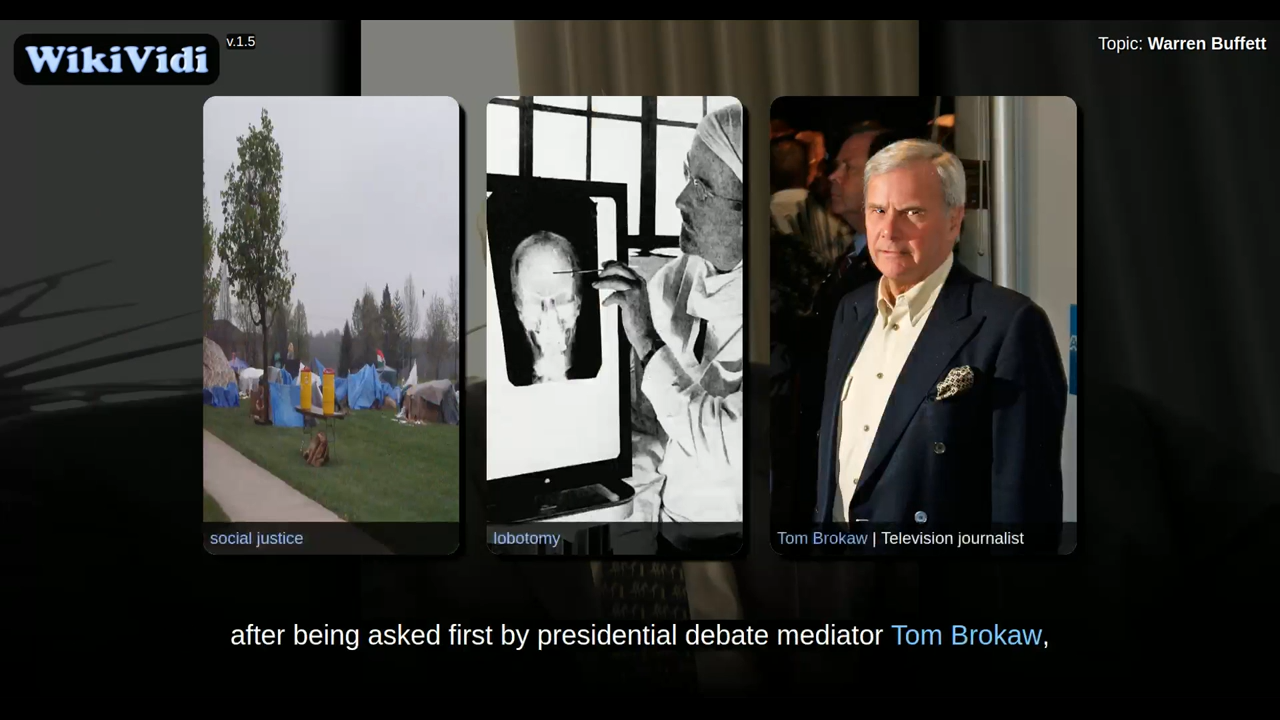 WikiVidi
v.1.5
Topic: Warren Buffett
social justice
lobotomy
Tom Brokaw | Television journalist
after being asked first by presidential debate mediator Tom Brokaw,